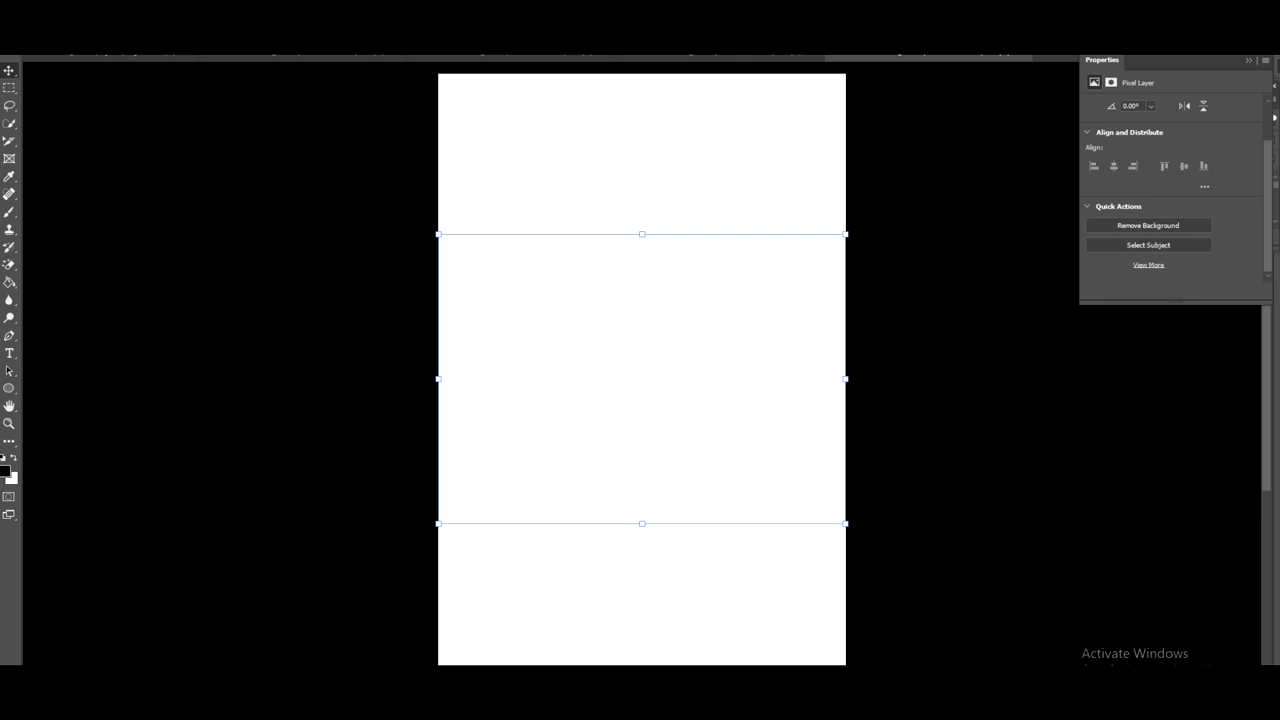 Properties
Pixel Layer
0.00°
Align and Distribute
Align:
Quick Actions
Remove Background
Select Subject
View More
Activate Windows